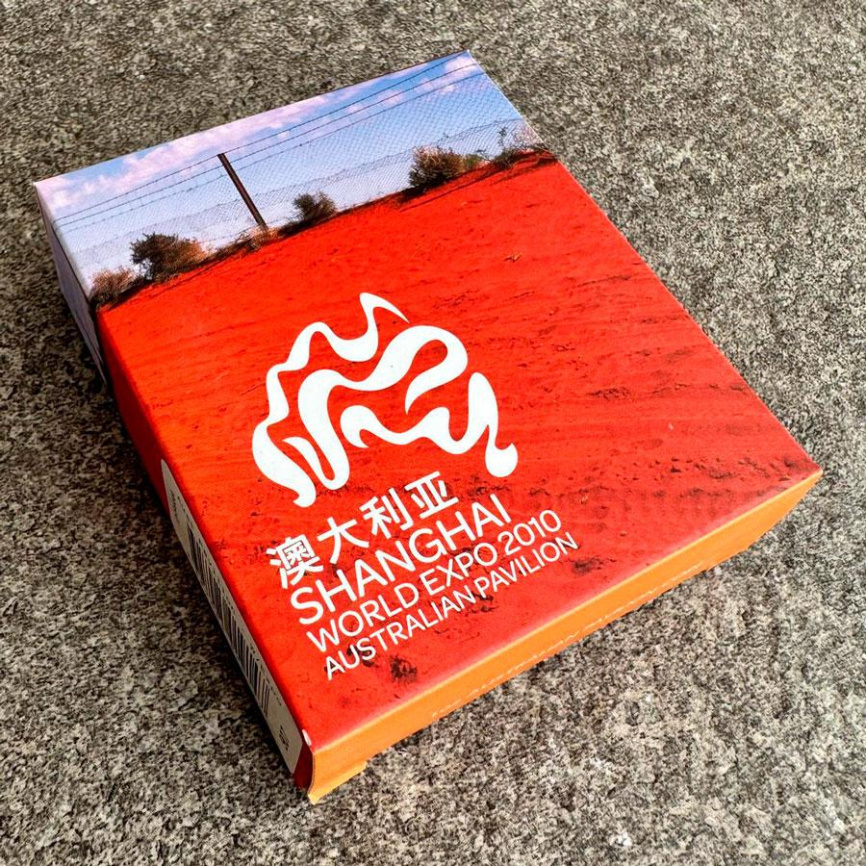 澳大利亚
SHANGHAI
WORLD EXPO 2010
AUSTRALIAN PAVILION